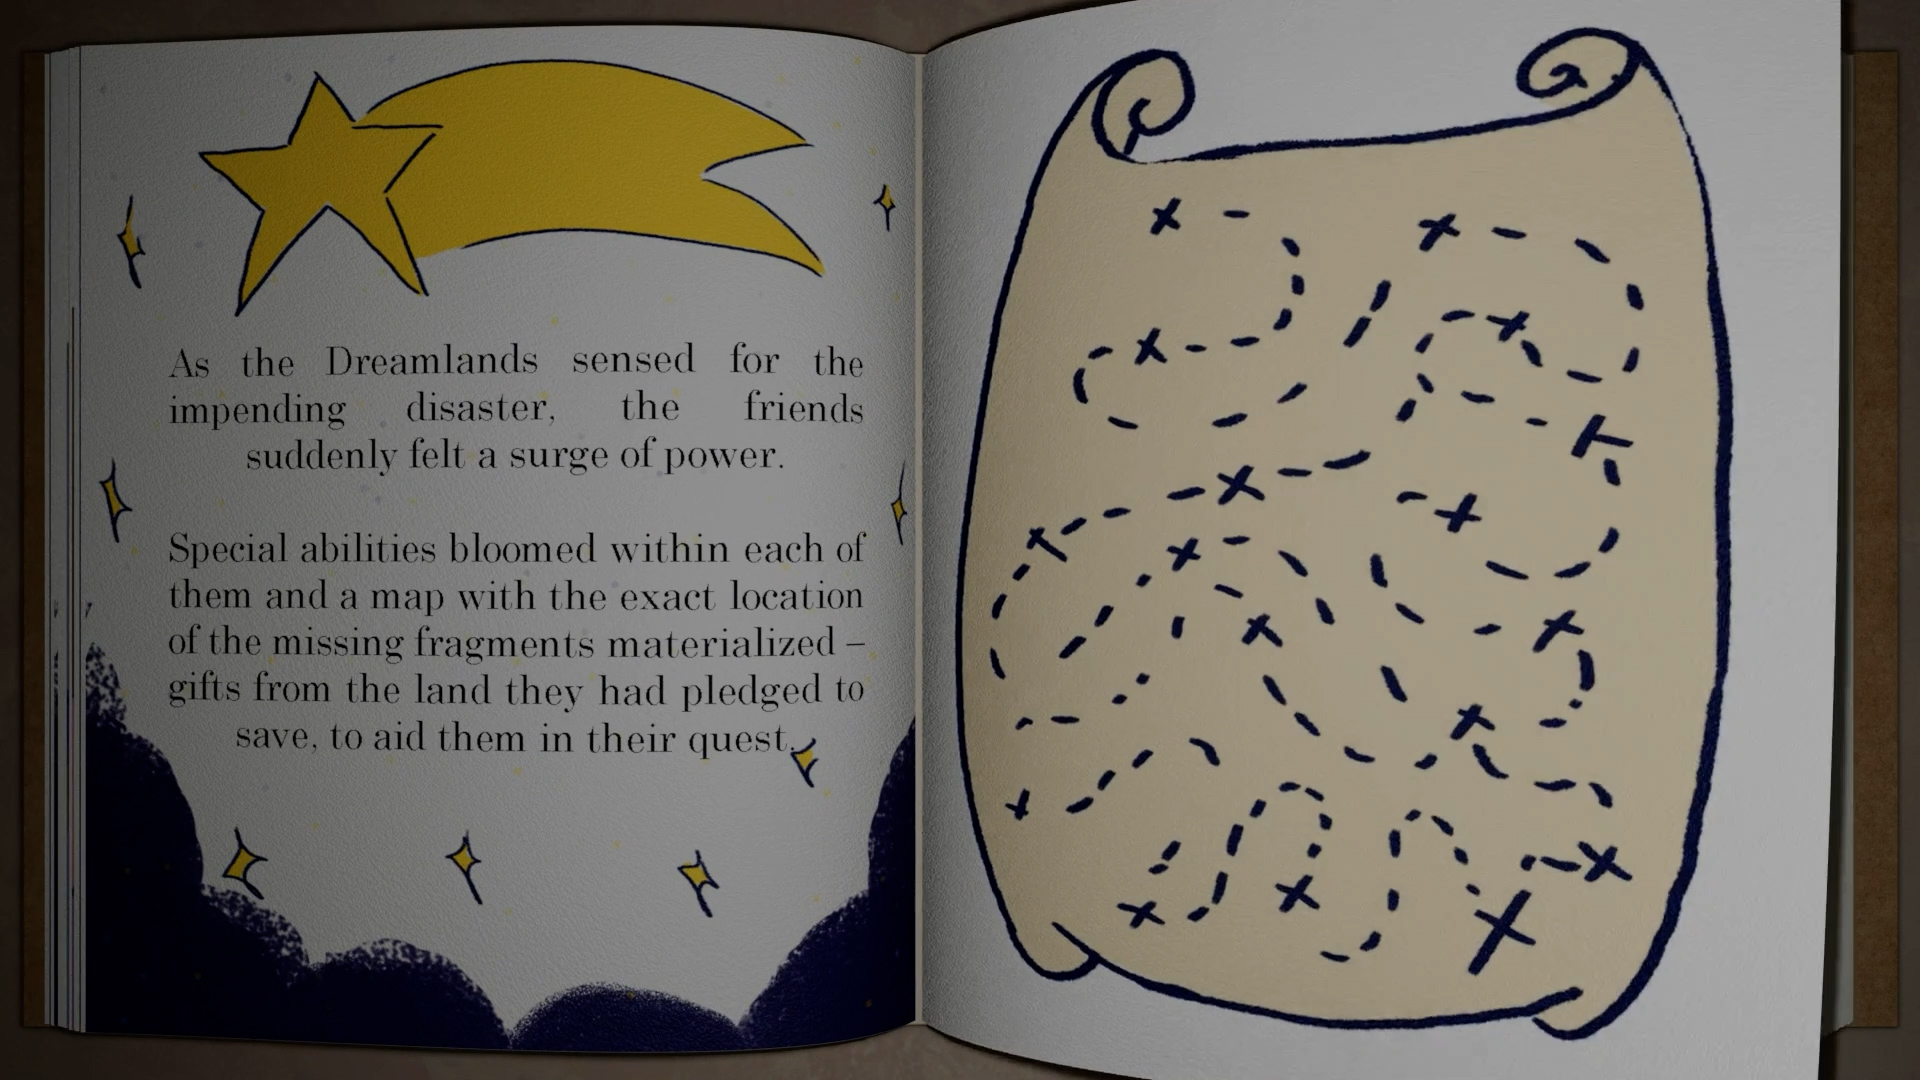 As the Dreamlands sensed for the
impending disaster, the friends
suddenly felt a surge of power.
Special abilities bloomed within each of
them and a map with the exact location
of the missing fragments materialized –
gifts from the land they had pledged to
save, to aid them in their quest.